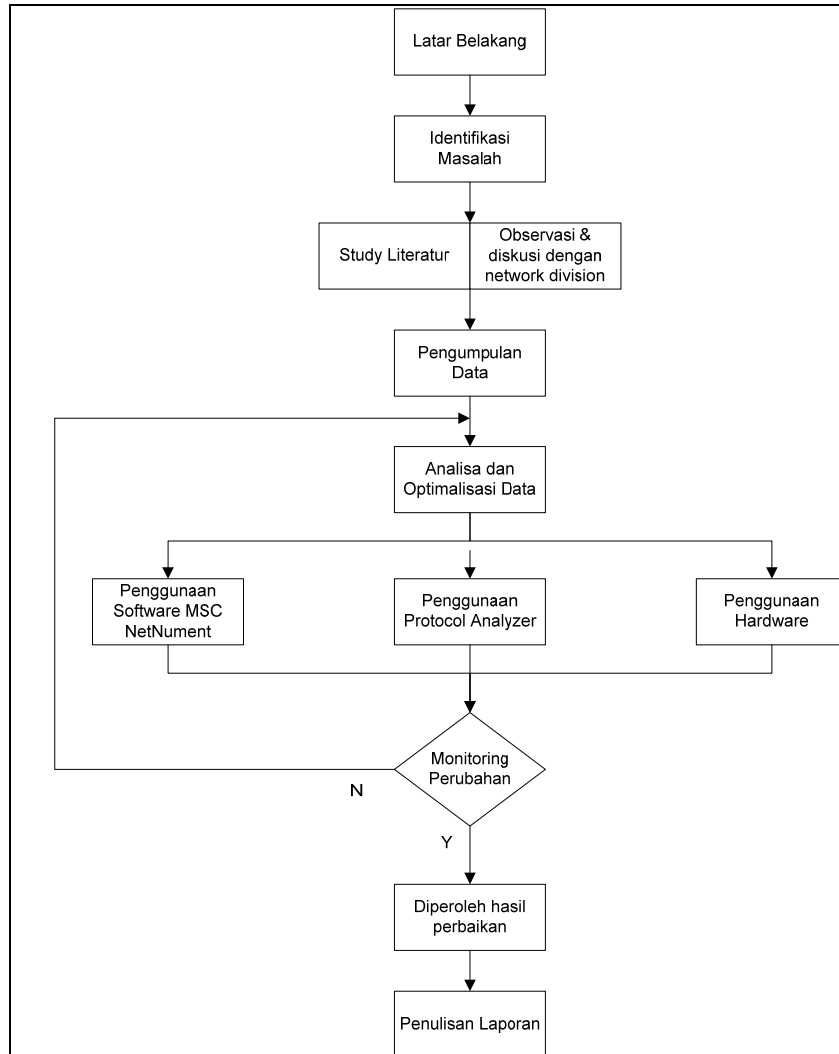 Latar Belakang
Identifikasi
Masalah
Study Literatur
Observasi &
diskusi dengan
network division
Pengumpulan
Data
Analisa dan
Optimalisasi Data
Penggunaan
Software MSC
NetNument
Penggunaan
Protocol Analyzer
Penggunaan
Hardware
Monitoring
Perubahan
N
Y
Diperoleh hasil
perbaikan
Penulisan Laporan